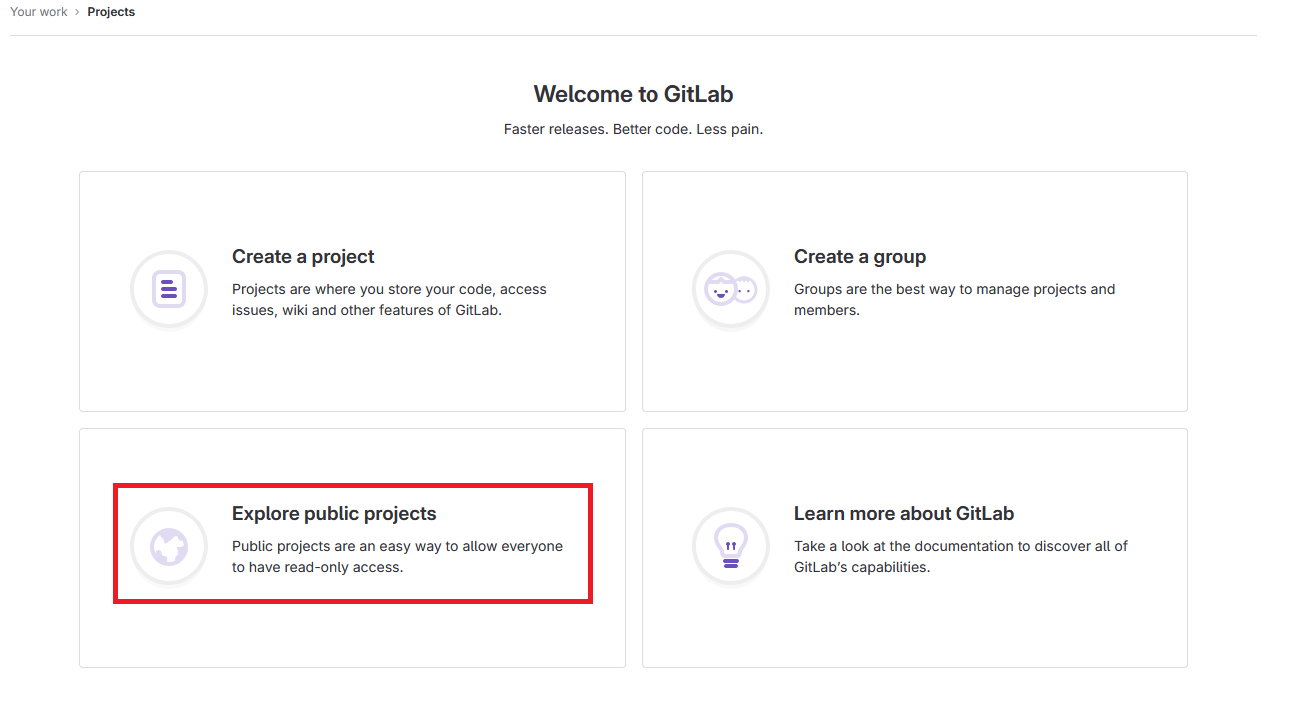 Your work › Projects
Welcome to GitLab
Faster releases. Better code. Less pain.
Create a project
Projects are where you store your code, access
issues, wiki and other features of GitLab.
Create a group
Groups are the best way to manage projects and
members.
Explore public projects
Public projects are an easy way to allow everyone
to have read-only access.
Learn more about GitLab
Take a look at the documentation to discover all of
GitLab's capabilities.